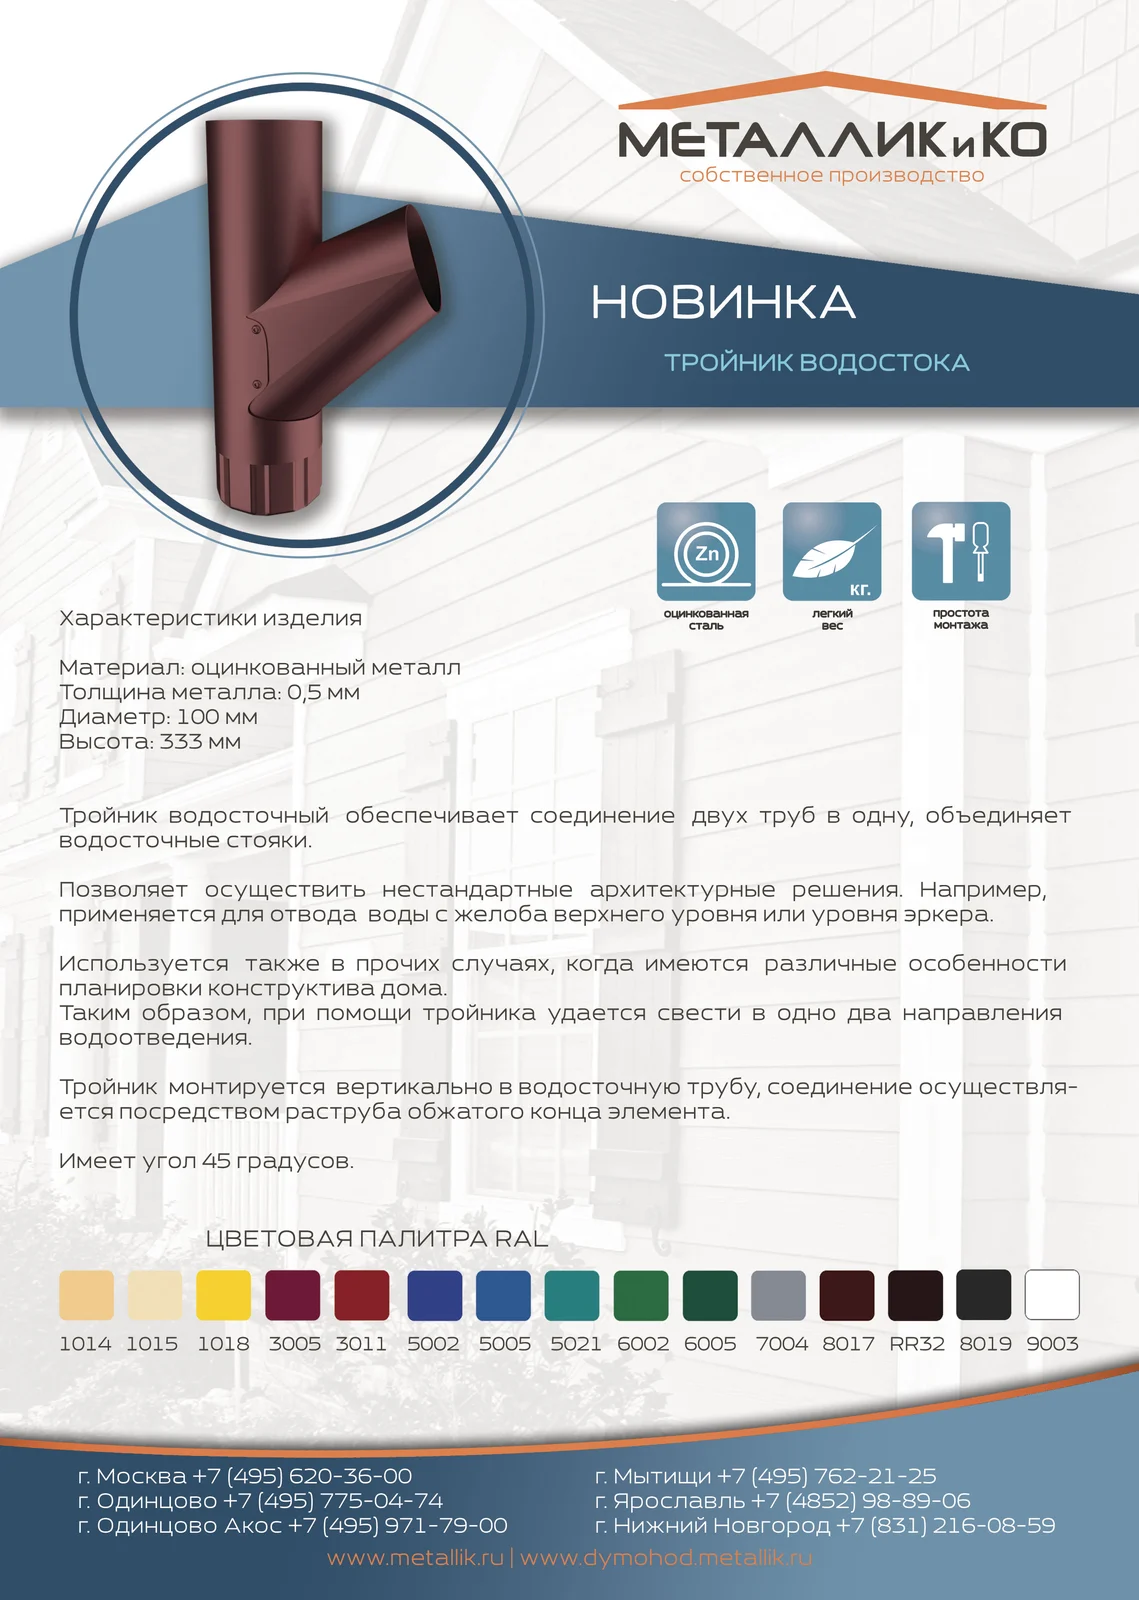 МЕТАЛЛИК и КО
собственное производство
НОВИНКА
ТРОЙНИК ВОДОСТОКА
Zn
кг.
оцинкованная
сталь
легкий
вес
простота
монтажа
Характеристики изделия
Материал: оцинкованный металл
Толщина металла: 0,5 мм
Диаметр: 100 мм
Высота: 333 мм
Тройник водосточный обеспечивает соединение двух труб в одну, объединяет
водосточные стояки.
Позволяет осуществить нестандартные архитектурные решения. Например,
применяется для отвода воды с желоба верхнего уровня или уровня эркера.
Используется также в прочих случаях, когда имеются различные особенности
планировки конструктива дома.
Таким образом, при помощи тройника удается свести в одно два направления
водоотведения.
Тройник монтируется вертикально в водосточную трубу, соединение осуществля-
ется посредством раструба обжатого конца элемента.
Имеет угол 45 градусов.
ЦВЕТОВАЯ ПАЛИТРА RAL
1014 1015 1018 3005 3011 5002 5005 5021 6002 6005 7004 8017 RR32 8019 9003
г. Москва +7 (495) 620-36-00
г. Одинцово +7 (495) 775-04-74
г. Одинцово Акос +7 (495) 971-79-00
г. Мытищи +7 (495) 762-21-25
г. Ярославль +7 (4852) 98-89-06
г. Нижний Новгород +7 (831) 216-08-59
www.metallik.ru | www.dymohod.metallik.ru